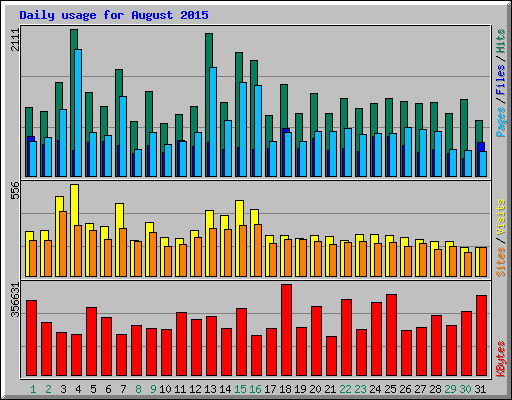 Daily usage for August 2015
2111
Pages / Files / Hits
556
Sites / Visits
356631
KBytes
1 2 3 4 5 6 7 8 9 10 11 12 13 14 15 16 17 18 19 20 21 22 23 24 25 26 27 28 29 30 31